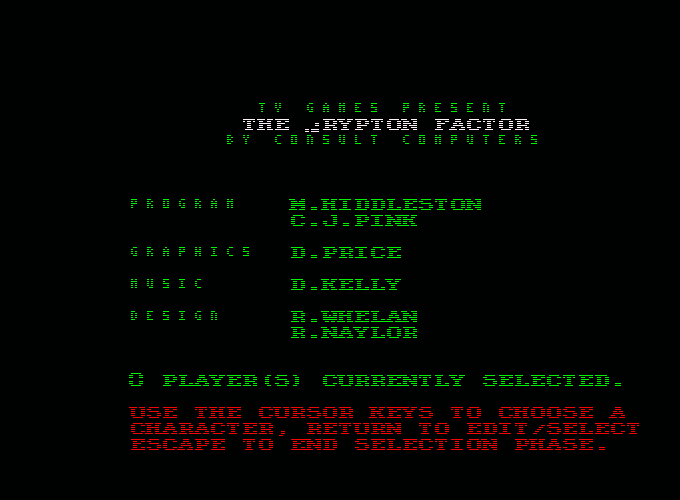 TV GAMES PRESENT
THE KRYPTON FACTOR
BY CONSULT COMPUTERS
PROGRAM M.HIDDLESTON
C.J.PINK
GRAPHICS D.PRICE
MUSIC D.KELLY
DESIGN R.WHELAN
R.NAYLOR
0 PLAYER(S) CURRENTLY SELECTED.
USE THE CURSOR KEYS TO CHOOSE A
CHARACTER, RETURN TO EDIT/SELECT
ESCAPE TO END SELECTION PHASE.